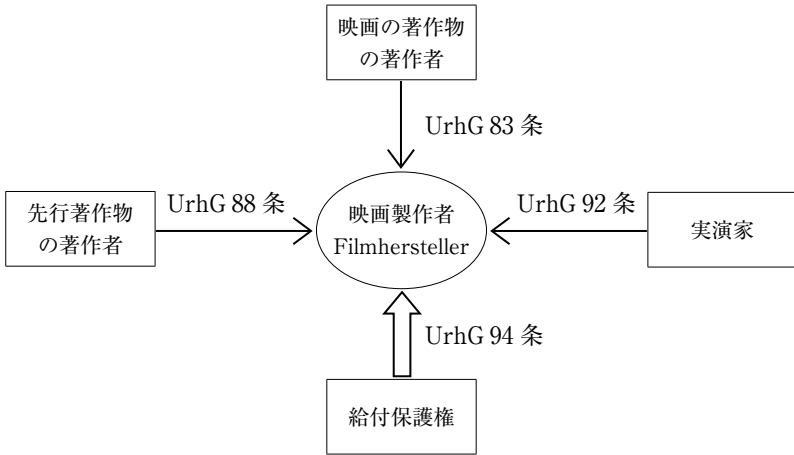 映画の著作物
の著作者
UrhG 83 条
先行著作物
の著作者
UrhG 88 条
映画製作者
Filmhersteller
UrhG 92 条
実演家
UrhG 94 条
給付保護権